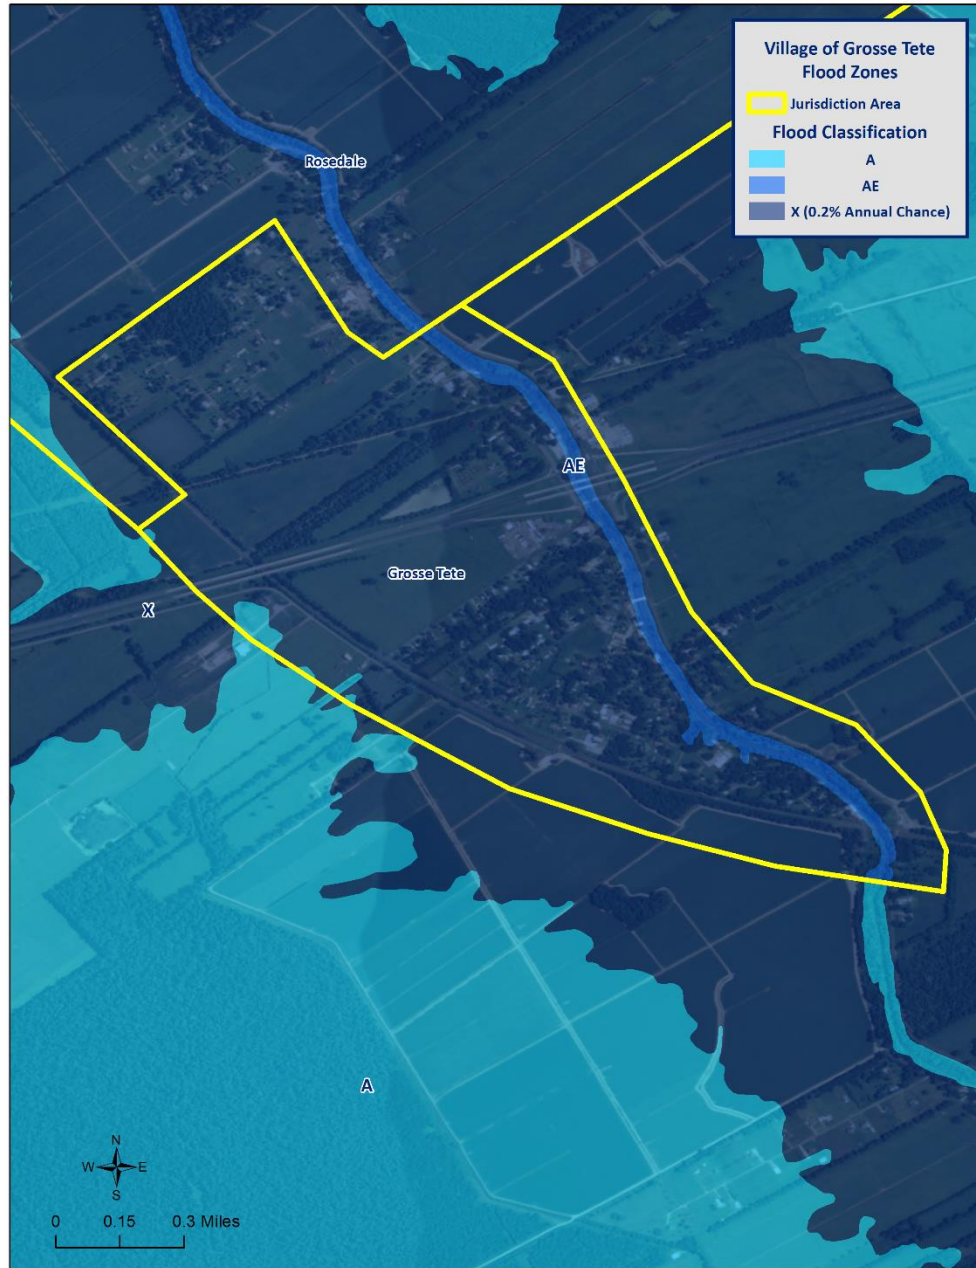 Village of Grosse Tete
Flood Zones
Jurisdiction Area
Flood Classification
A
AE
X (0.2% Annual Chance)
Rosedale
AE
Grosse Tete
X
A
N
W E
S
0 0.15 0.3 Miles